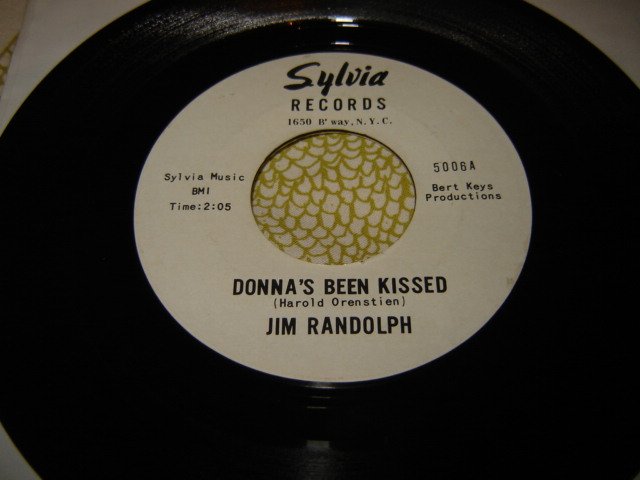 Sylvia
RECORDS
1650 B'way, N.Y.C.
Sylvia Music
BMI
Time:2:05
5006A
Bert Keys
Productions
DONNA'S BEEN KISSED
(Harold Orenstien)
JIM RANDOLPH